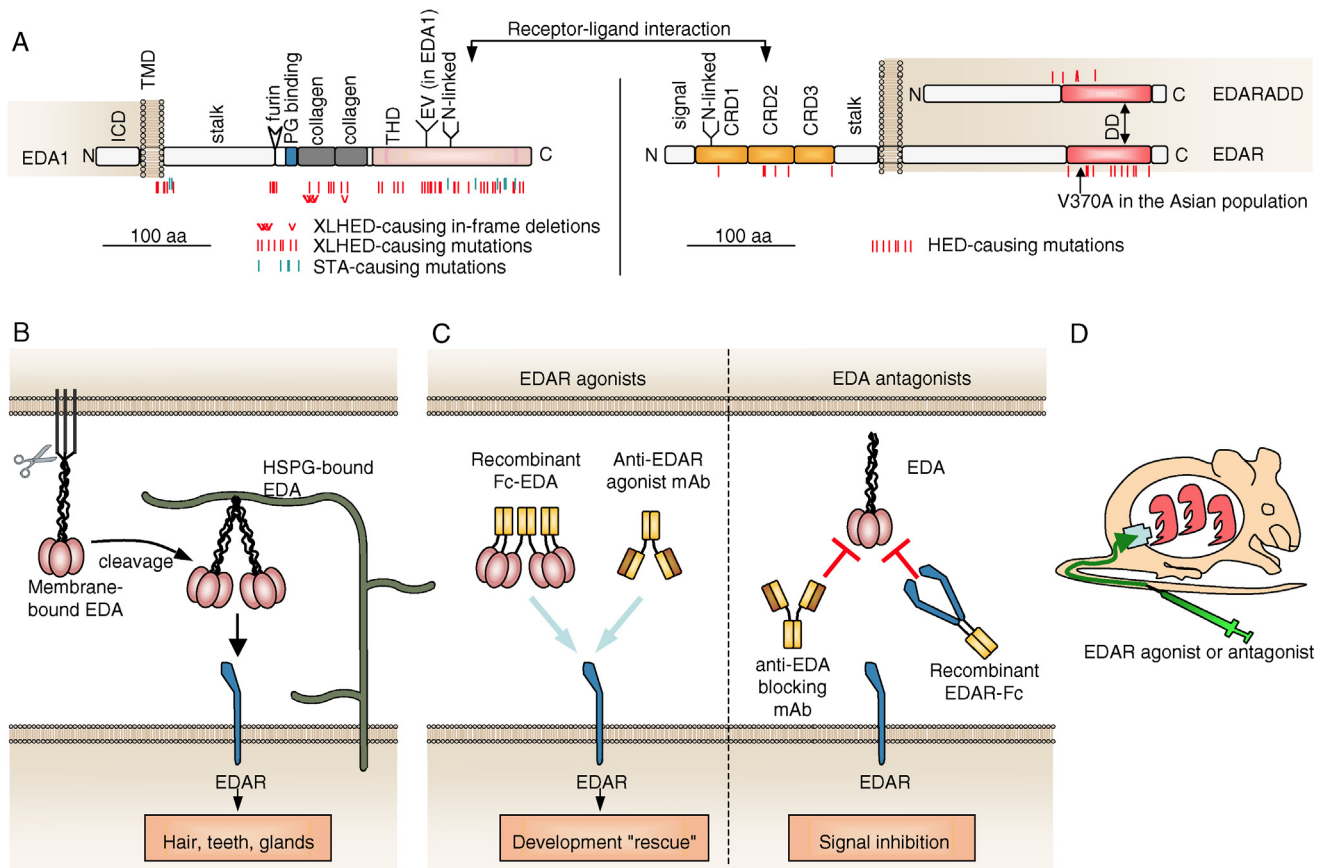 A
Receptor-ligand interaction
TMD
ICD
stalk
furin
PG binding
collagen
collagen
THD
EV (in EDA1)
N-linked
EDA1
N
C
signal
N-linked
CRD1
CRD2
CRD3
stalk
N
N
C
EDARADD
DD
C
EDAR
V370A in the Asian population
100 aa
XLHED-causing in-frame deletions
XLHED-causing mutations
STA-causing mutations
100 aa
HED-causing mutations
B
HSPG-bound
EDA
cleavage
Membrane-
bound EDA
EDAR
Hair, teeth, glands
C
EDAR agonists
Recombinant
Fc-EDA
Anti-EDAR
agonist mAb
EDAR
Development "rescue"
EDA antagonists
EDA
anti-EDA
blocking
mAb
Recombinant
EDAR-Fc
EDAR
Signal inhibition
D
EDAR agonist or antagonist